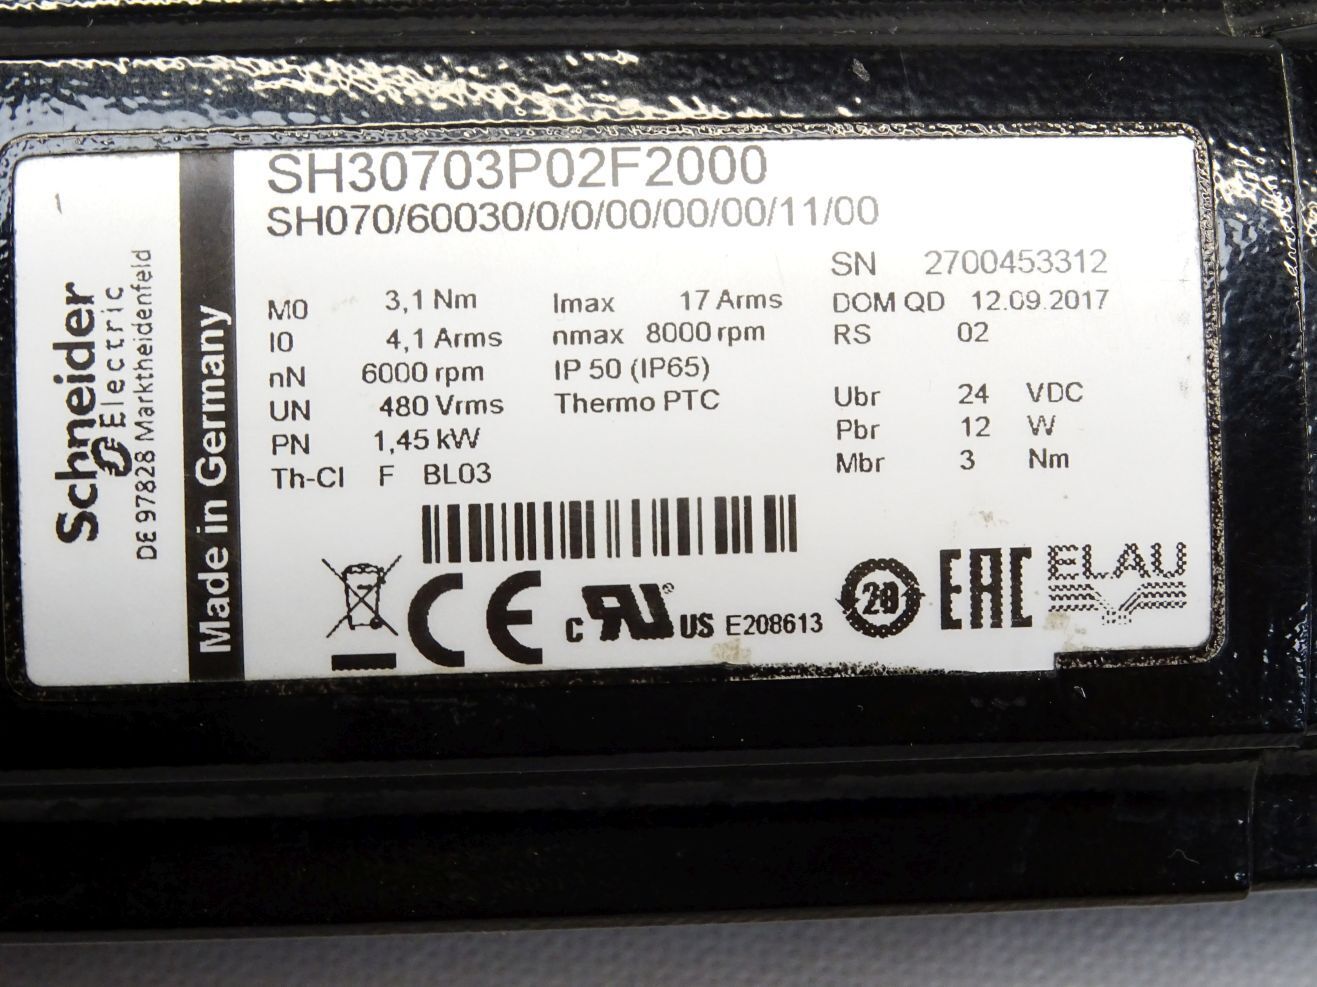 SH30703P02F2000
SH070/60030/0/0/00/00/00/11/00
SN 2700453312
M0 3,1 Nm Imax 17 Arms DOM QD 12.09.2017
I0 4,1 Arms nmax 8000 rpm RS 02
nN 6000 rpm IP 50 (IP65)
UN 480 Vrms Thermo PTC Ubr 24 VDC
PN 1,45 kW Pbr 12 W
Th-Cl F BL03 Mbr 3 Nm
Schneider
Electric
DE 97828 Marktheidenfeld
Made in Germany
CE c RU US E208613 20 EAC ELAU